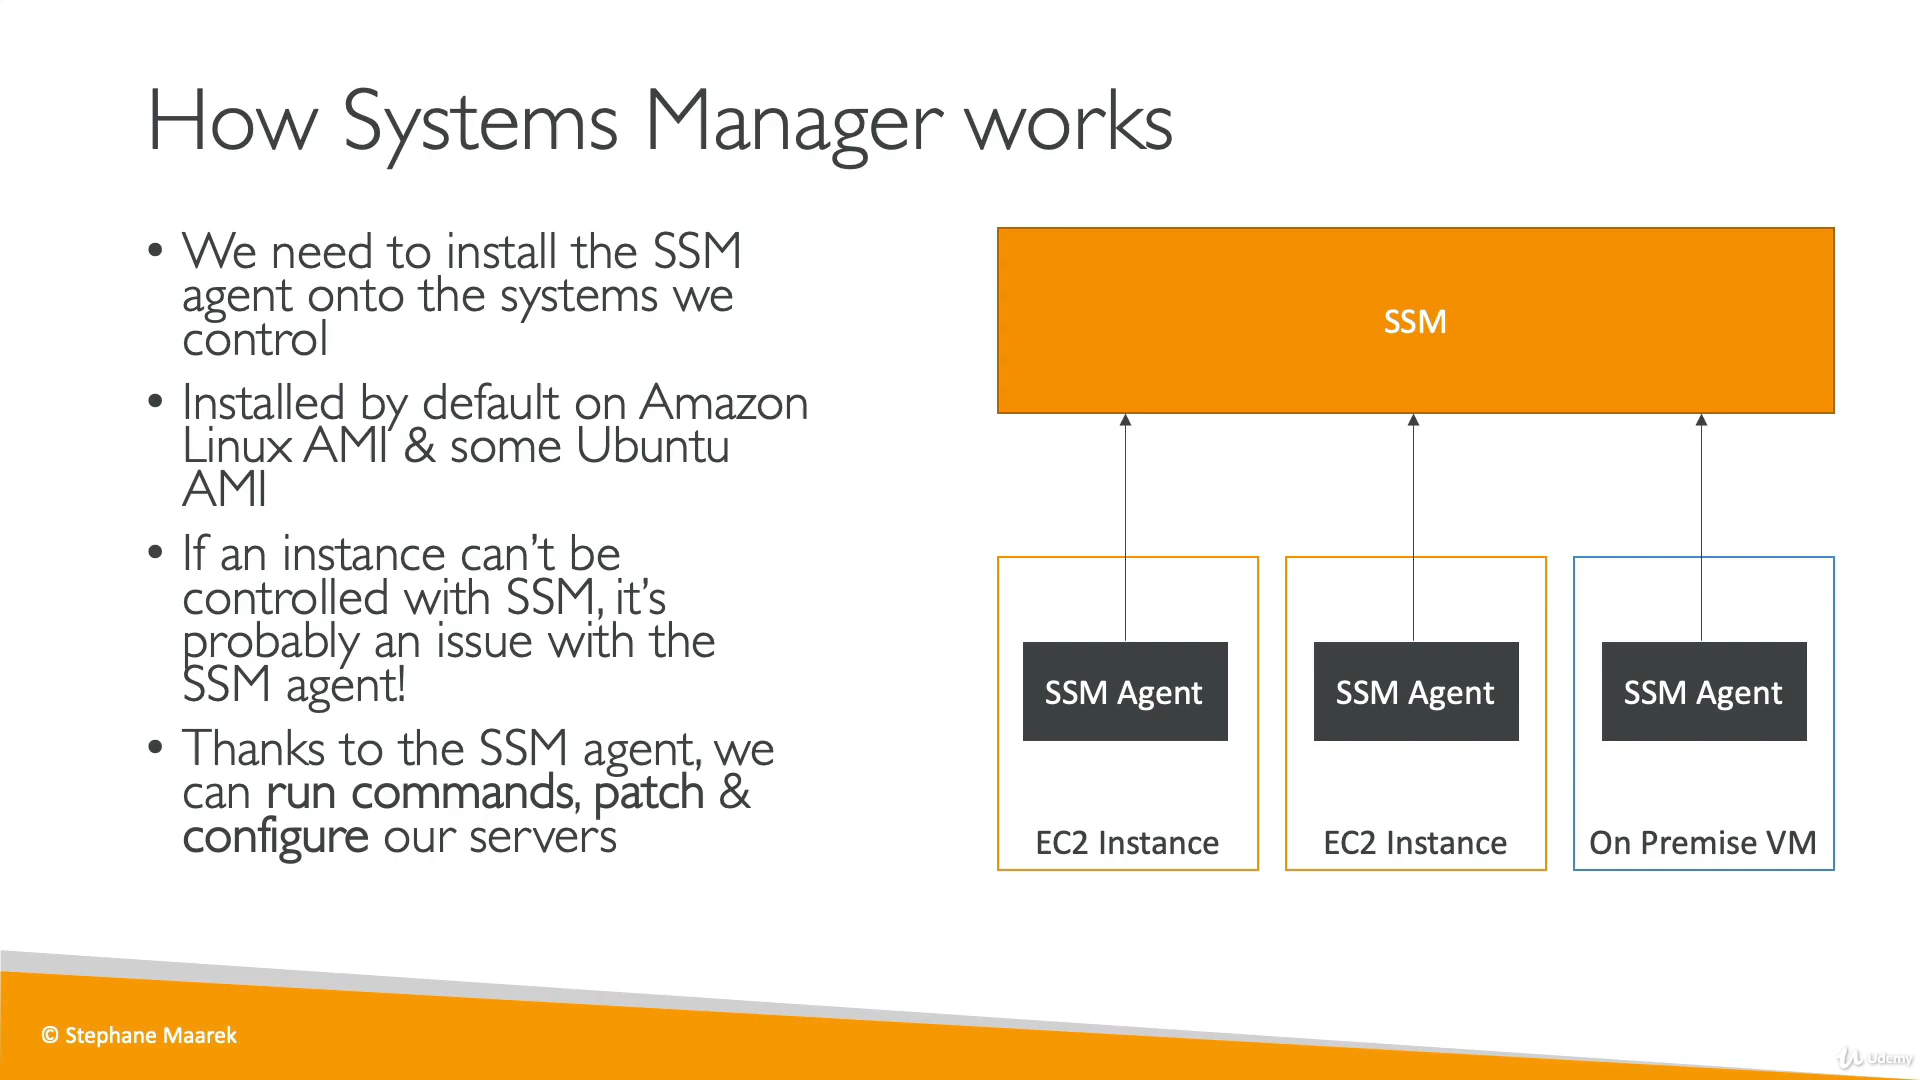 How Systems Manager works
• We need to install the SSM
agent onto the systems we
control
• Installed by default on Amazon
Linux AMI & some Ubuntu
AMI
• If an instance can’t be
controlled with SSM, it’s
probably an issue with the
SSM agent!
• Thanks to the SSM agent, we
can run commands, patch &
configure our servers
SSM
SSM Agent
SSM Agent
SSM Agent
EC2 Instance
EC2 Instance
On Premise VM
© Stephane Maarek
Udemy